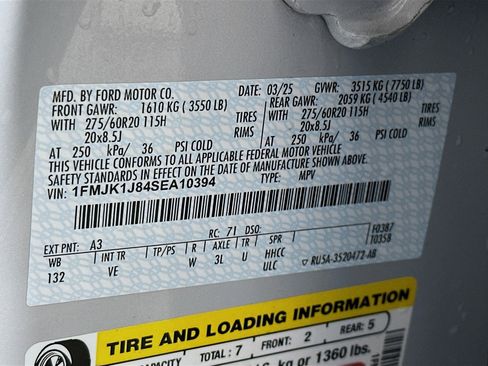 MFD. BY FORD MOTOR CO. 03/25 GVWR: 3515 KG ( 7750 LB)
FRONT GAWR: 1610 KG ( 3550 LB) REAR GAWR: 2059 KG ( 4540 LB)
WITH 275/60R20 115H TIRES WITH 275/60R20 115H TIRES
20x8.5J RIMS 20x8.5J RIMS
AT 250 kPa/ 36 PSI COLD AT 250 kPa/ 36 PSI COLD
THIS VEHICLE CONFORMS TO ALL APPLICABLE FEDERAL MOTOR VEHICLE
SAFETY STANDARDS IN EFFECT ON THE DATE OF MANUFACTURE SHOWN ABOVE.
VIN: 1FMJK1J84SEA10394 TYPE: MPV
EXT PNT: A3 RC: 71 DSO: F0387
WB INT TR TP/PS R AXLE TR SPR T0358
132 VE 3L U HHCC
ULC RU5A-3520472-AB
TIRE AND LOADING INFORMATION
CAPACITY TOTAL : 7 FRONT: 2 REAR: 5
kg or 1360 lbs.